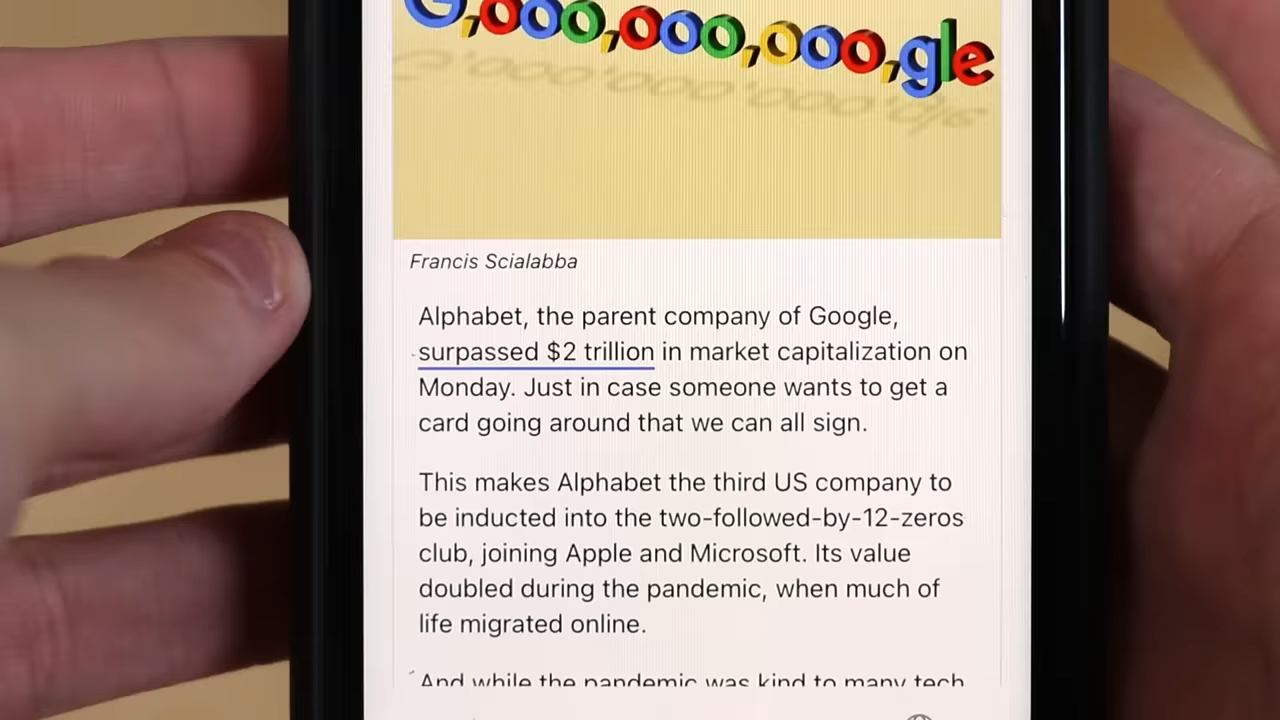 G,000,000,000,gle
Francis Scialabba
Alphabet, the parent company of Google,
surpassed $2 trillion in market capitalization on
Monday. Just in case someone wants to get a
card going around that we can all sign.
This makes Alphabet the third US company to
be inducted into the two-followed-by-12-zeros
club, joining Apple and Microsoft. Its value
doubled during the pandemic, when much of
life migrated online.
And while the pandemic was kind to many tech